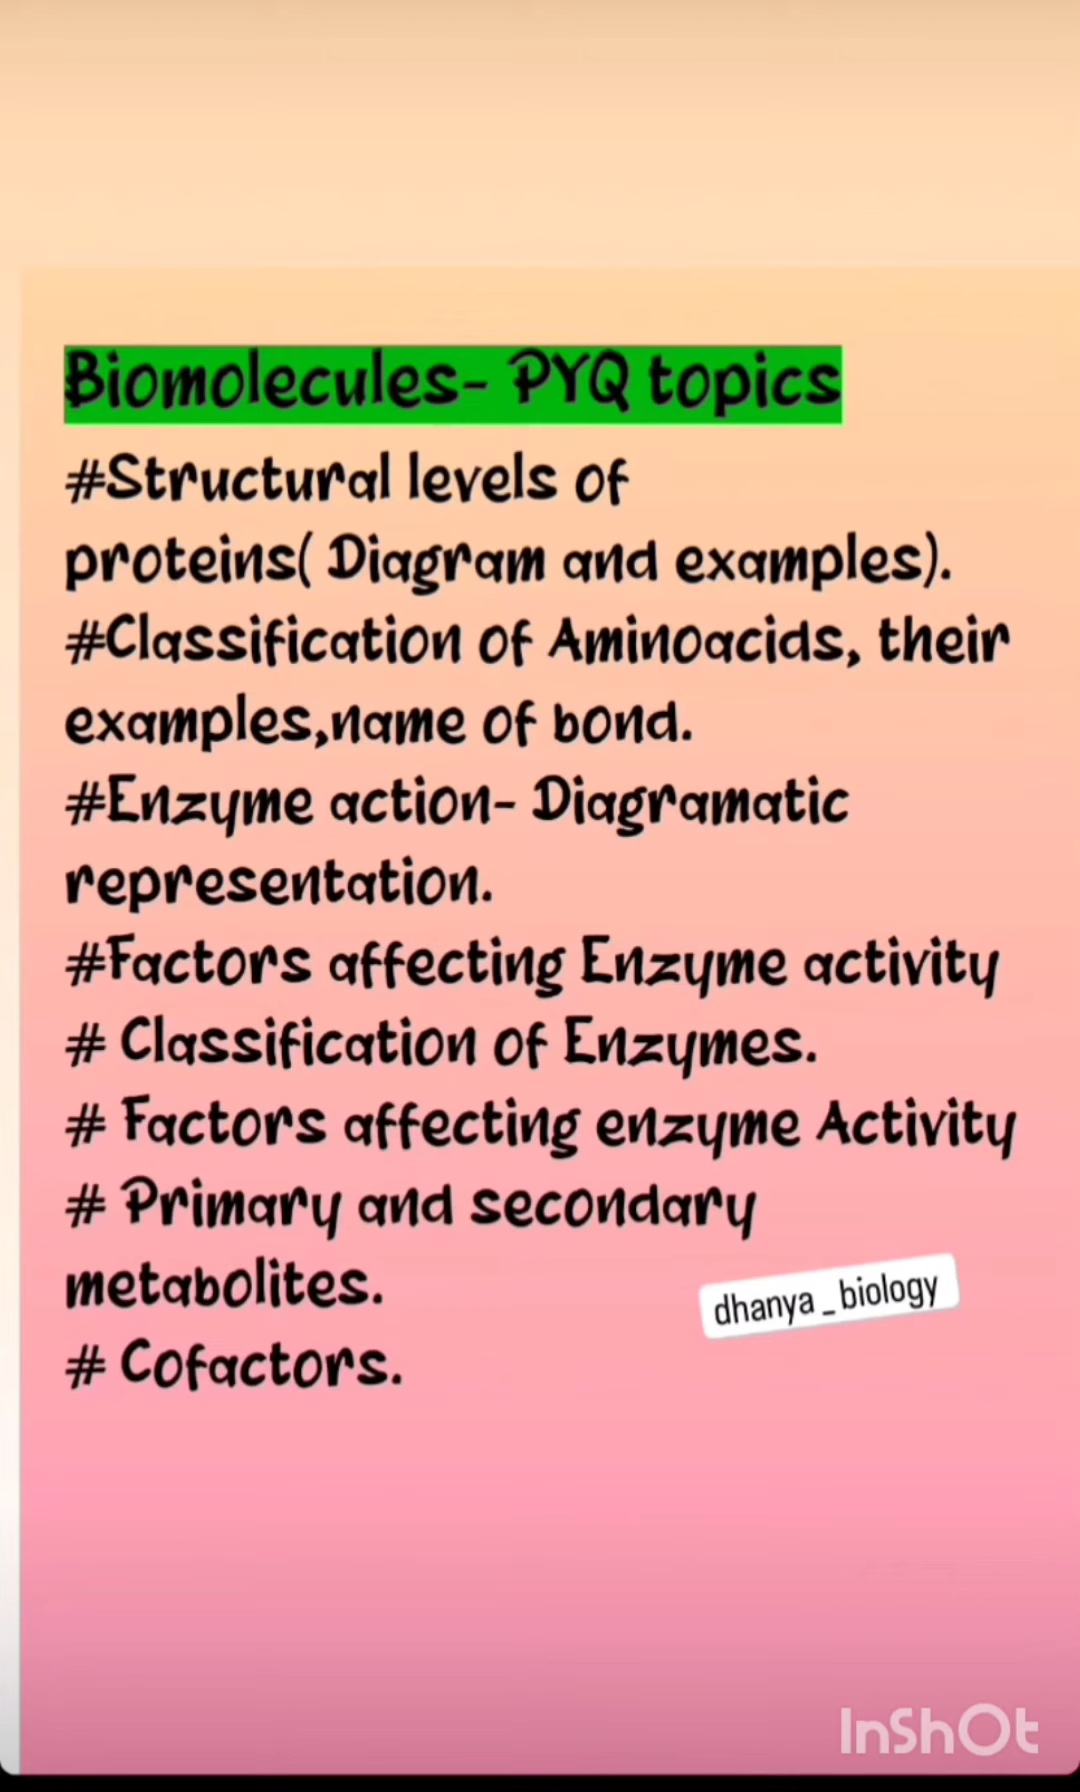 Biomolecules- PYQ topics
#Structural levels of
proteins( Diagram and examples).
#Classification of Aminoacids, their
examples,name of bond.
#Enzyme action- Diagramatic
representation.
#Factors affecting Enzyme activity
# Classification of Enzymes.
# Factors affecting enzyme Activity
# Primary and secondary
metabolites.
dhanya _ biology
# Cofactors.
InShOt